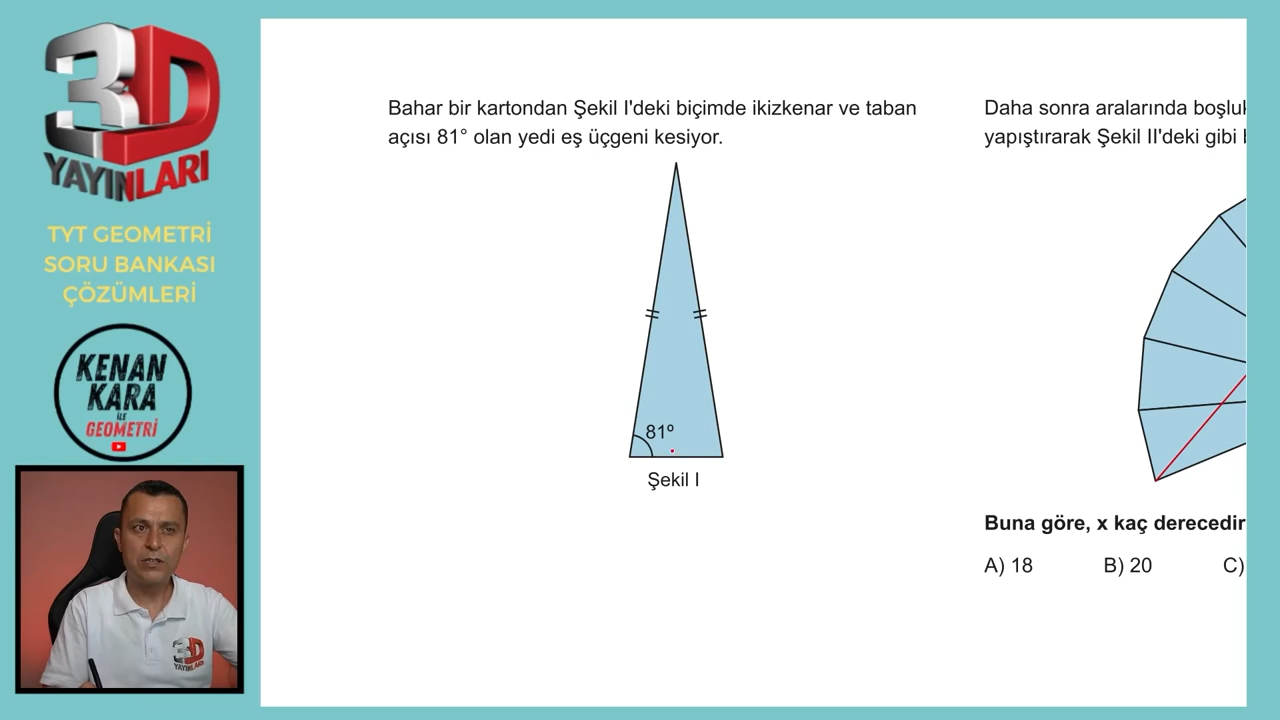 3D
YAYINLARI
TYT GEOMETRİ
SORU BANKASI
ÇÖZÜMLERİ
KENAN
KARA
İLE
GEOMETRİ
3D
YAYINLARI
Bahar bir kartondan Şekil I'deki biçimde ikizkenar ve taban
açısı 81° olan yedi eş üçgeni kesiyor.
81º
Şekil I
Daha sonra aralarında
yapıştırarak Şekil II'deki gibi
Buna göre, x kaç derecedir
A) 18 B) 20 C)